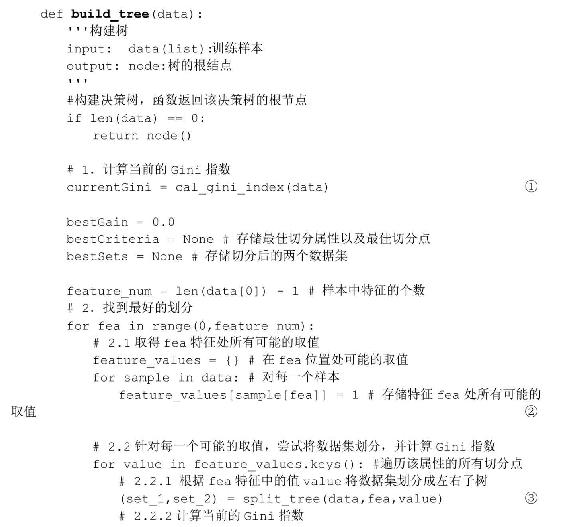 def build_tree(data):
'''构建树
input: data(list):训练样本
output: node:树的根结点
'''
#构建决策树，函数返回该决策树的根节点
if len(data) == 0:
return node()
# 1. 计算当前的 Gini 指数
currentGini = cal_gini_index(data) ①
bestGain = 0.0
bestCriteria = None # 存储最佳切分属性以及最佳切分点
bestSets = None # 存储切分后的两个数据集
feature_num = len(data[0]) - 1 # 样本中特征的个数
# 2. 找到最好的划分
for fea in range(0,feature_num):
# 2.1 取得 fea 特征处所有可能的取值
feature_values = {} # 在 fea 位置处可能的取值
for sample in data: # 对每一个样本
feature_values[sample[fea]] = 1 # 存储特征 fea 处所有可能的
取值 ②
# 2.2 针对每一个可能的取值，尝试将数据集划分，并计算 Gini 指数
for value in feature_values.keys(): #遍历该属性的所有切分点
# 2.2.1 根据 fea 特征中的值 value 将数据集划分成左右子树
(set_1,set_2) = split_tree(data,fea,value) ③
# 2.2.2 计算当前的 Gini 指数